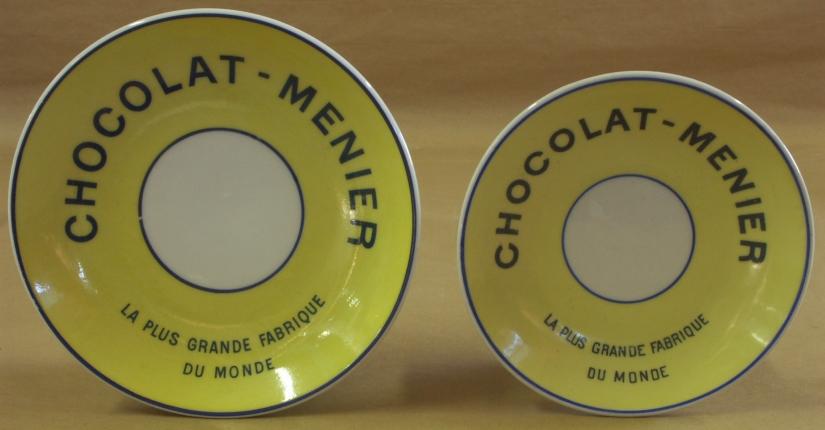 CHOCOLAT-MENIER
LA PLUS GRANDE FABRIQUE
DU MONDE
CHOCOLAT-MENIER
LA PLUS GRANDE FABRIQUE
DU MONDE